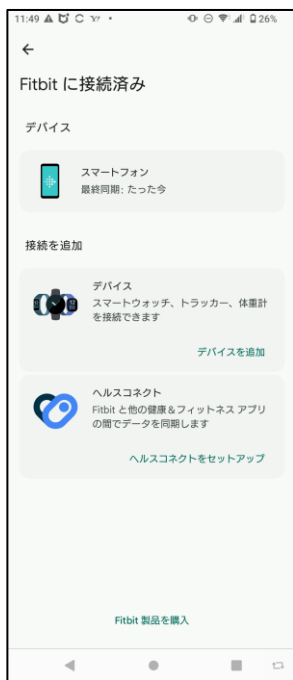 11:49
26%
Fitbit に接続済み
デバイス
スマートフォン
最終同期: たった今
接続を追加
デバイス
スマートウォッチ、トラッカー、体重計
を接続できます
デバイスを追加
ヘルスコネクト
Fitbit と他の健康＆フィットネス アプリ
の間でデータを同期します
ヘルスコネクトをセットアップ
Fitbit 製品を購入